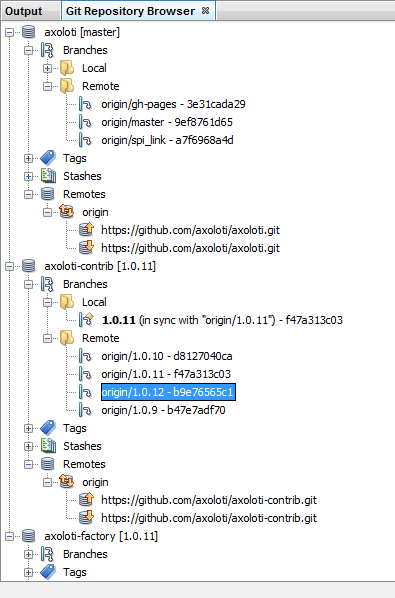 Output
Git Repository Browser
axoloti [master]
Branches
Local
Remote
origin/gh-pages - 3e31cada29
origin/master - 9ef8761d65
origin/spi_link - a7f6968a4d
Tags
Stashes
Remotes
origin
https://github.com/axoloti/axoloti.git
https://github.com/axoloti/axoloti.git
axoloti-contrib [1.0.11]
Branches
Local
1.0.11 (in sync with "origin/1.0.11") - f47a313c03
Remote
origin/1.0.10 - d8127040ca
origin/1.0.11 - f47a313c03
origin/1.0.12 - b9e76565c1
origin/1.0.9 - b47e7adf70
Tags
Stashes
Remotes
origin
https://github.com/axoloti/axoloti-contrib.git
https://github.com/axoloti/axoloti-contrib.git
axoloti-factory [1.0.11]
Branches
Tags